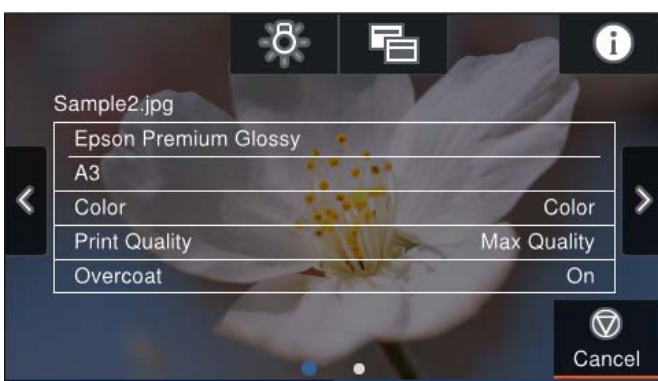 Sample2.jpg
Epson Premium Glossy
A3
Color Color
Print Quality Max Quality
Overcoat On
Cancel